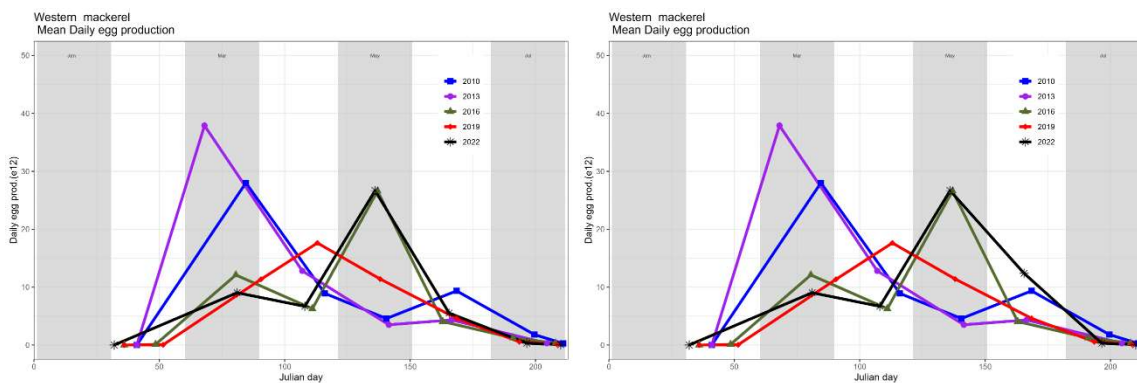 Western mackerel
Mean Daily egg production
50
40
30
20
10
0
Daily egg prod.(e12)
Jan
Mar
May
Jul
2010
2013
2016
2019
2022
0
50
100
150
200
Julian day
Western mackerel
Mean Daily egg production
50
40
30
20
10
0
Daily egg prod.(e12)
Jan
Mar
May
Jul
2010
2013
2016
2019
2022
0
50
100
150
200
Julian day